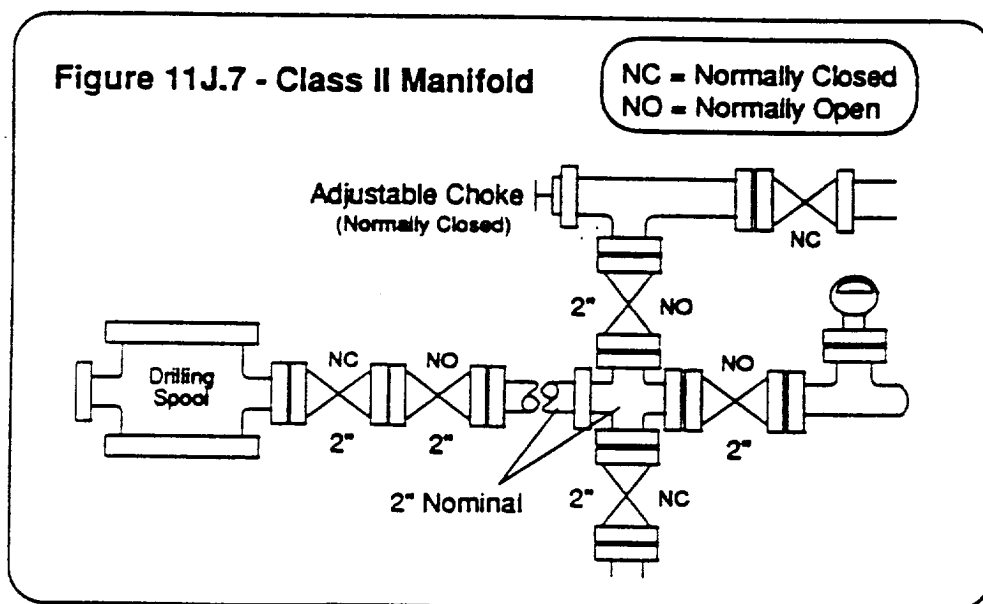 Figure 11J.7 - Class II Manifold
NC = Normally Closed
NO = Normally Open
Adjustable Choke
(Normally Closed)
NC
2" NO
NC NO
NO
Drilling
Spool
2" 2"
2"
2" Nominal
2" NC